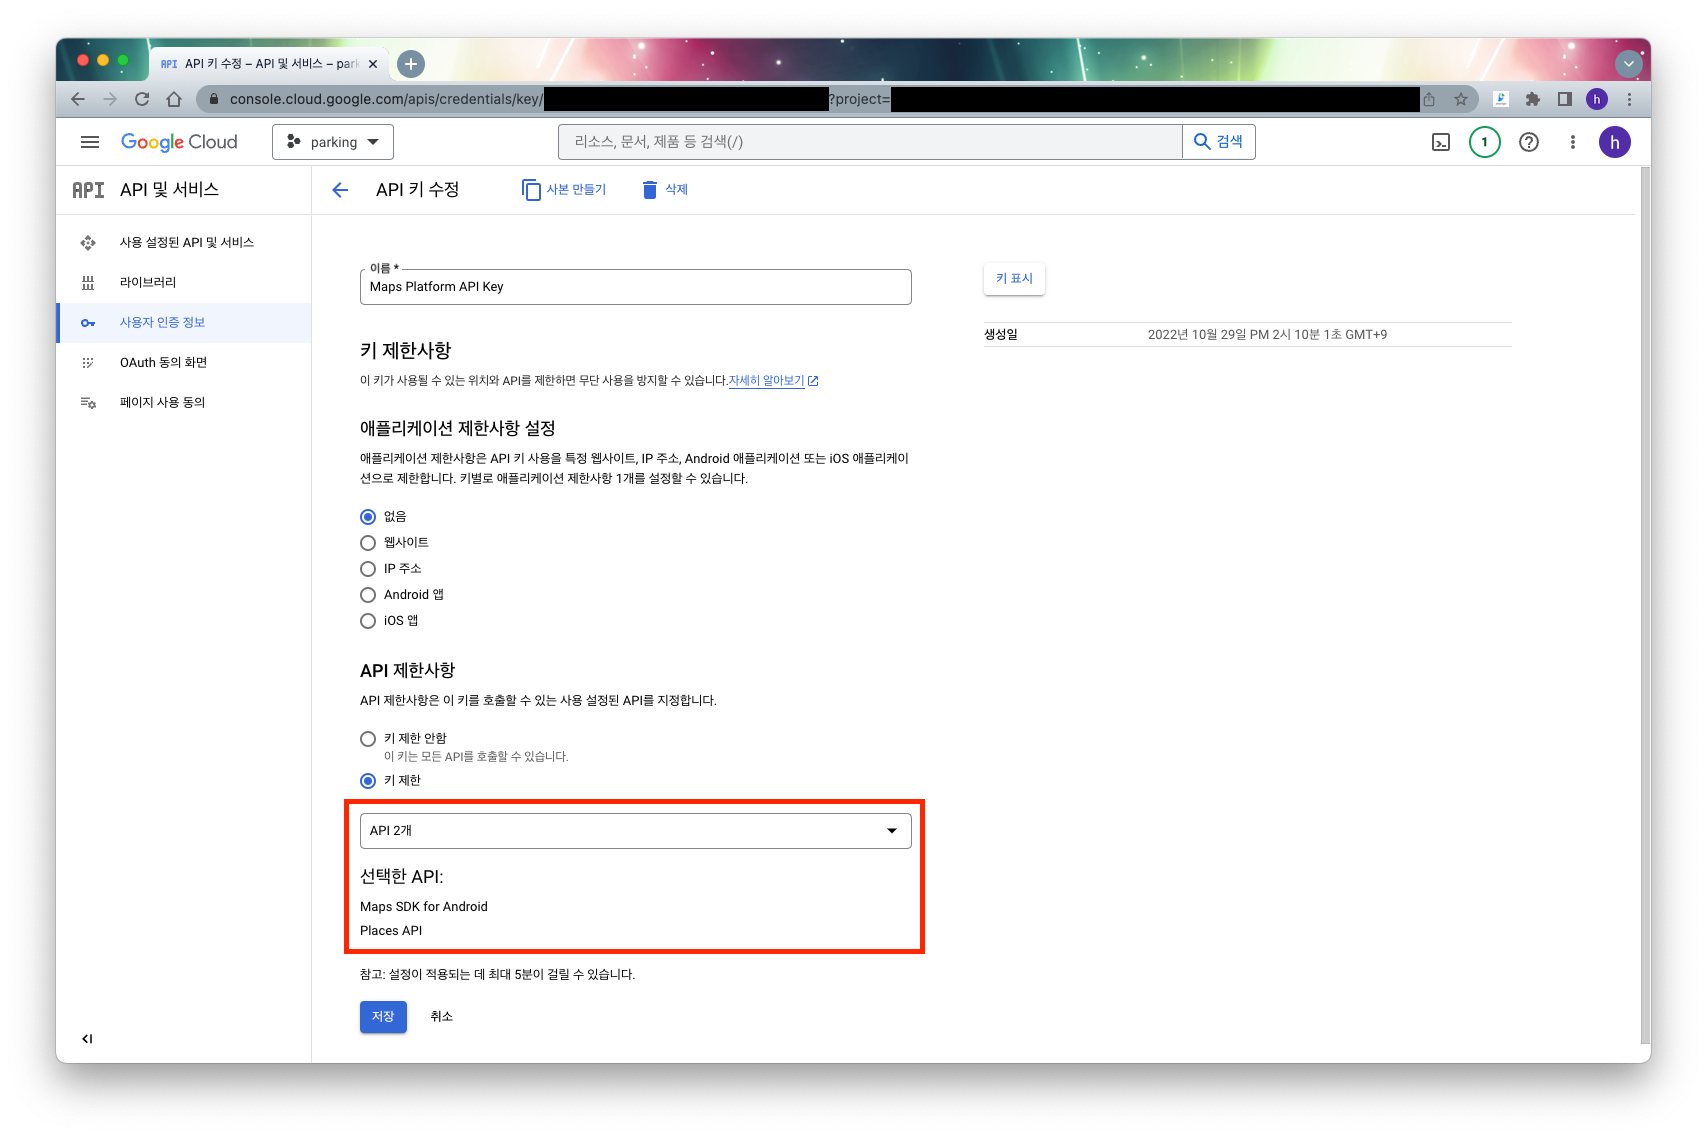 API API 키 수정 – API 및 서비스 – park
console.cloud.google.com/apis/credentials/key/ ?project=
h
Google Cloud
parking
리소스, 문서, 제품 등 검색(/)
검색
1
h
API API 및 서비스
API 키 수정
사본 만들기
삭제
사용 설정된 API 및 서비스
라이브러리
사용자 인증 정보
OAuth 동의 화면
페이지 사용 동의
이름 *
Maps Platform API Key
키 표시
생성일 2022년 10월 29일 PM 2시 10분 1초 GMT+9
키 제한사항
이 키가 사용될 수 있는 위치와 API를 제한하면 무단 사용을 방지할 수 있습니다.자세히 알아보기
애플리케이션 제한사항 설정
애플리케이션 제한사항은 API 키 사용을 특정 웹사이트, IP 주소, Android 애플리케이션 또는 iOS 애플리케이
션으로 제한합니다. 키별로 애플리케이션 제한사항 1개를 설정할 수 있습니다.
없음
웹사이트
IP 주소
Android 앱
iOS 앱
API 제한사항
API 제한사항은 이 키를 호출할 수 있는 사용 설정된 API를 지정합니다.
키 제한 안함
이 키는 모든 API를 호출할 수 있습니다.
키 제한
API 2개
선택한 API:
Maps SDK for Android
Places API
참고: 설정이 적용되는 데 최대 5분이 걸릴 수 있습니다.
저장
취소